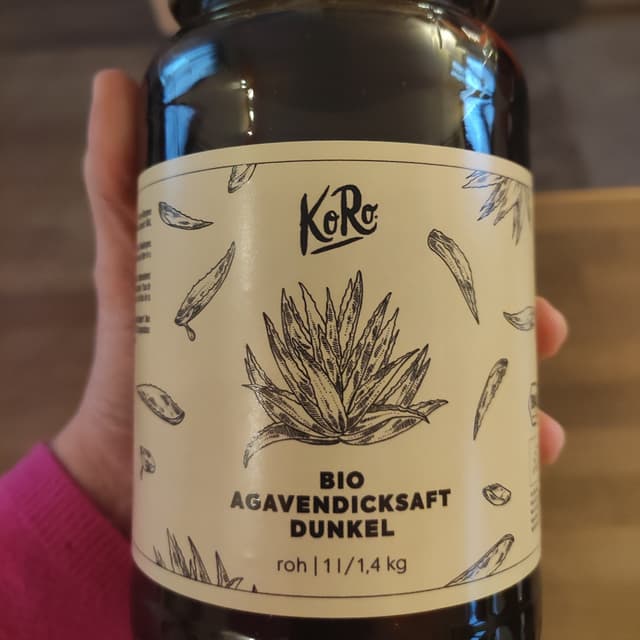 KoRo
BIO
AGAVENDICKSAFT
DUNKEL
roh | 1 l / 1,4 kg